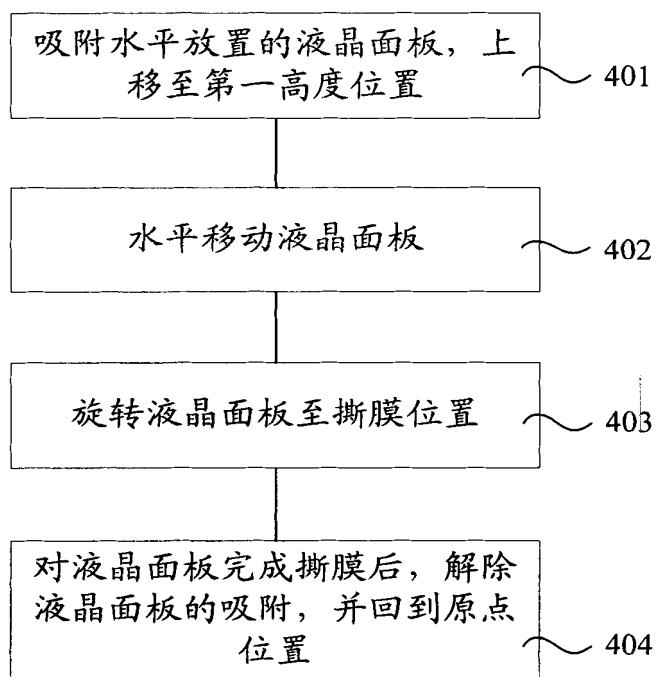 吸附水平放置的液晶面板，上
移至第一高度位置
401
水平移动液晶面板
402
旋转液晶面板至撕膜位置
403
对液晶面板完成撕膜后，解除
液晶面板的吸附，并回到原点
位置
404